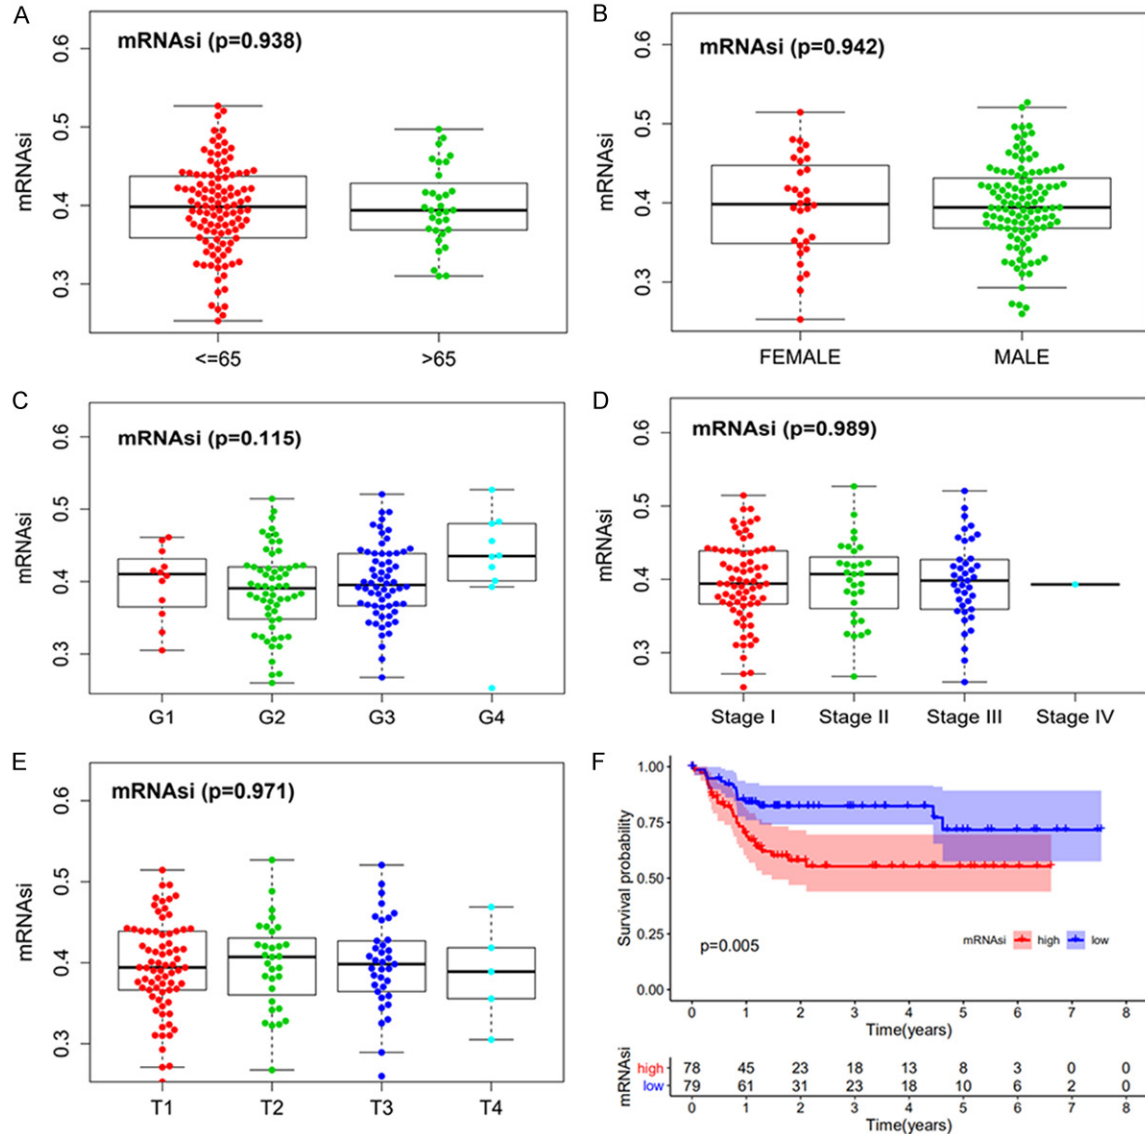 A
mRNAsi (p=0.938)
mRNAsi
0.6
0.5
0.4
0.3
<=65 >65
B
mRNAsi (p=0.942)
mRNAsi
0.6
0.5
0.4
0.3
FEMALE MALE
C
mRNAsi (p=0.115)
mRNAsi
0.6
0.5
0.4
0.3
G1 G2 G3 G4
D
mRNAsi (p=0.989)
mRNAsi
0.6
0.5
0.4
0.3
Stage I Stage II Stage III Stage IV
E
mRNAsi (p=0.971)
mRNAsi
0.6
0.5
0.4
0.3
T1 T2 T3 T4
F
Survival probability
1.00
0.75
0.50
0.25
0.00
p=0.005
mRNAsi high low
0 1 2 3 4 5 6 7 8
Time(years)
mRNAsi
high 78 45 23 18 13 8 3 0 0
low 79 61 31 23 18 10 6 2 0
0 1 2 3 4 5 6 7 8
Time(years)